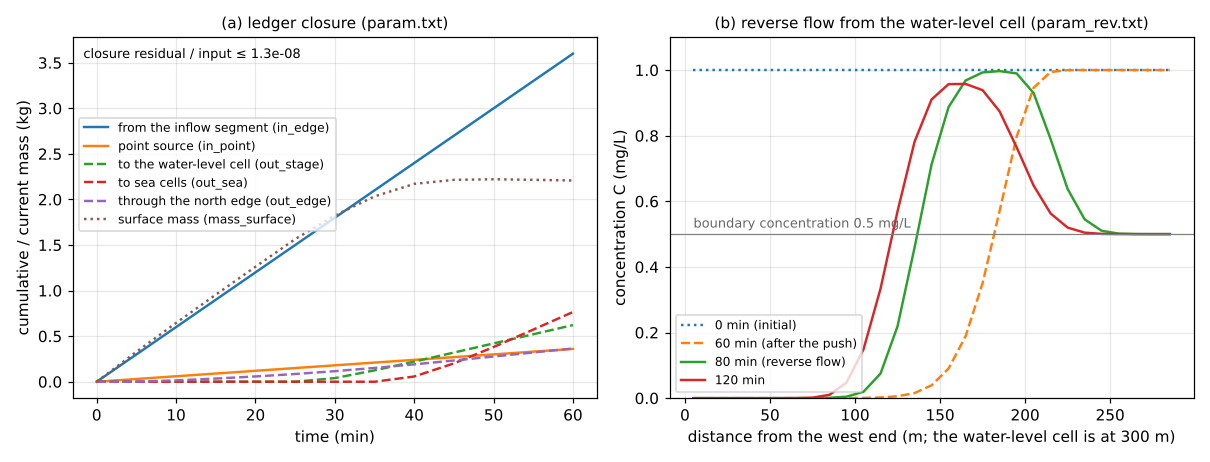 (a) ledger closure (param.txt)
closure residual / input ≤ 1.3e-08
from the inflow segment (in_edge)
point source (in_point)
to the water-level cell (out_stage)
to sea cells (out_sea)
through the north edge (out_edge)
surface mass (mass_surface)
cumulative / current mass (kg)
3.5
3.0
2.5
2.0
1.5
1.0
0.5
0.0
0 10 20 30 40 50 60
time (min)
(b) reverse flow from the water-level cell (param_rev.txt)
boundary concentration 0.5 mg/L
0 min (initial)
60 min (after the push)
80 min (reverse flow)
120 min
concentration C (mg/L)
1.0
0.8
0.6
0.4
0.2
0.0
0 50 100 150 200 250
distance from the west end (m; the water-level cell is at 300 m)